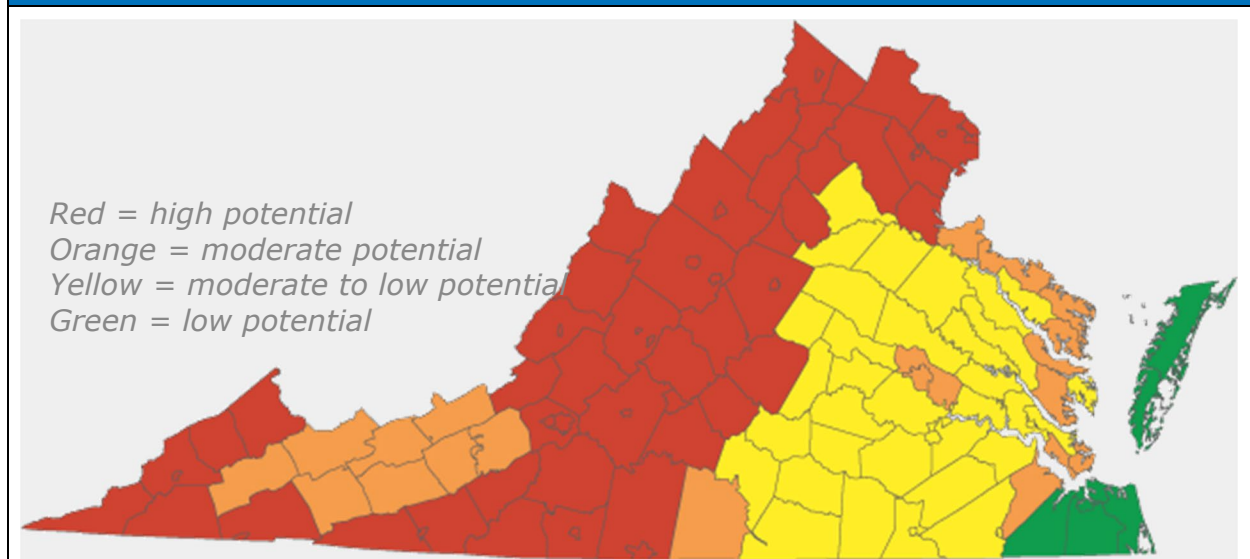 Red = high potential
Orange = moderate potential
Yellow = moderate to low potential
Green = low potential